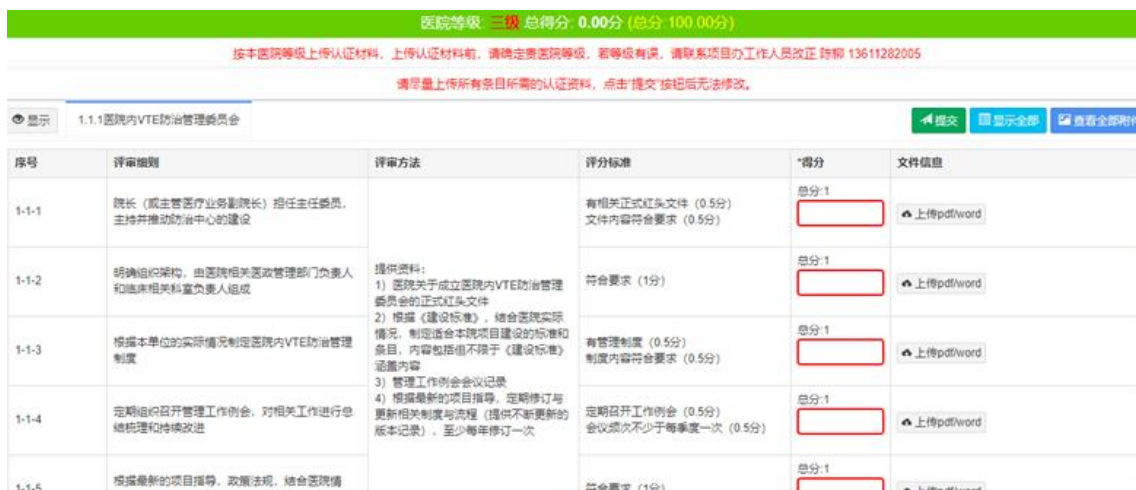 医院等级: 三级 总得分: 0.00分 (总分:100.00分)
按本医院等级上传认证材料，上传认证材料前，请确定贵医院等级，若等级有误，请联系项目办工作人员改正 陈柳 13611282005
请尽量上传所有条目所需的认证资料，点击"提交"按钮后无法修改。
显示 1.1.1医院内VTE防治管理委员会 提交 显示全部 查看全部附件
序号 评审细则 评审方法 评分标准 *得分 文件信息
1-1-1
院长（或主管医疗业务副院长）担任主任委员，
主持并推动防治中心的建设
有相关正式红头文件（0.5分）
文件内容符合要求（0.5分）
总分:1
上传pdf/word
1-1-2
明确组织架构，由医院相关医政管理部门负责人
和临床相关科室负责人组成
提供资料：
1）医院关于成立医院内VTE防治管理
委员会的正式红头文件
2）根据《建设标准》，结合医院实际
情况，制定适合本院项目建设的标准和
条目，内容包括但不限于《建设标准》
涵盖内容
3）管理工作例会会议记录
4）根据最新的项目指导，定期修订与
更新相关制度与流程（提供不断更新的
版本记录），至少每年修订一次
符合要求（1分）
总分:1
上传pdf/word
1-1-3
根据本单位的实际情况制定医院内VTE防治管理
制度
有管理制度（0.5分）
制度内容符合要求（0.5分）
总分:1
上传pdf/word
1-1-4
定期组织召开管理工作例会，对相关工作进行总
结梳理和持续改进
定期召开工作例会（0.5分）
会议频次不少于每季度一次（0.5分）
总分:1
上传pdf/word
1-1-5
根据最新的项目指导、政策法规，结合医院情
符合要求（1分）
总分:1
上传pdf/word